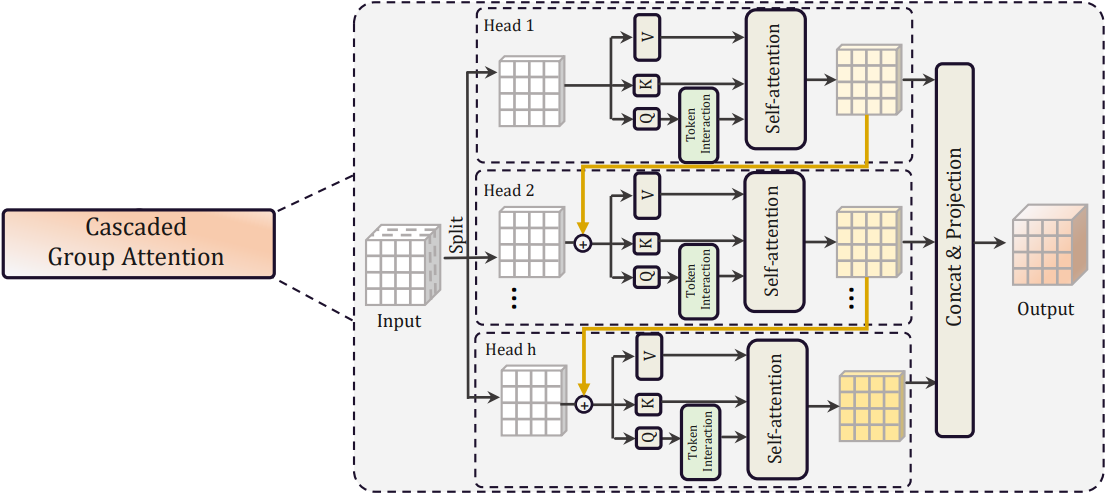 Cascaded
Group Attention
Input
Split
Head 1
V
K
Q
Token
Interaction
Self-attention
Head 2
V
K
Q
Token
Interaction
Self-attention
Head h
V
K
Q
Token
Interaction
Self-attention
Concat & Projection
Output